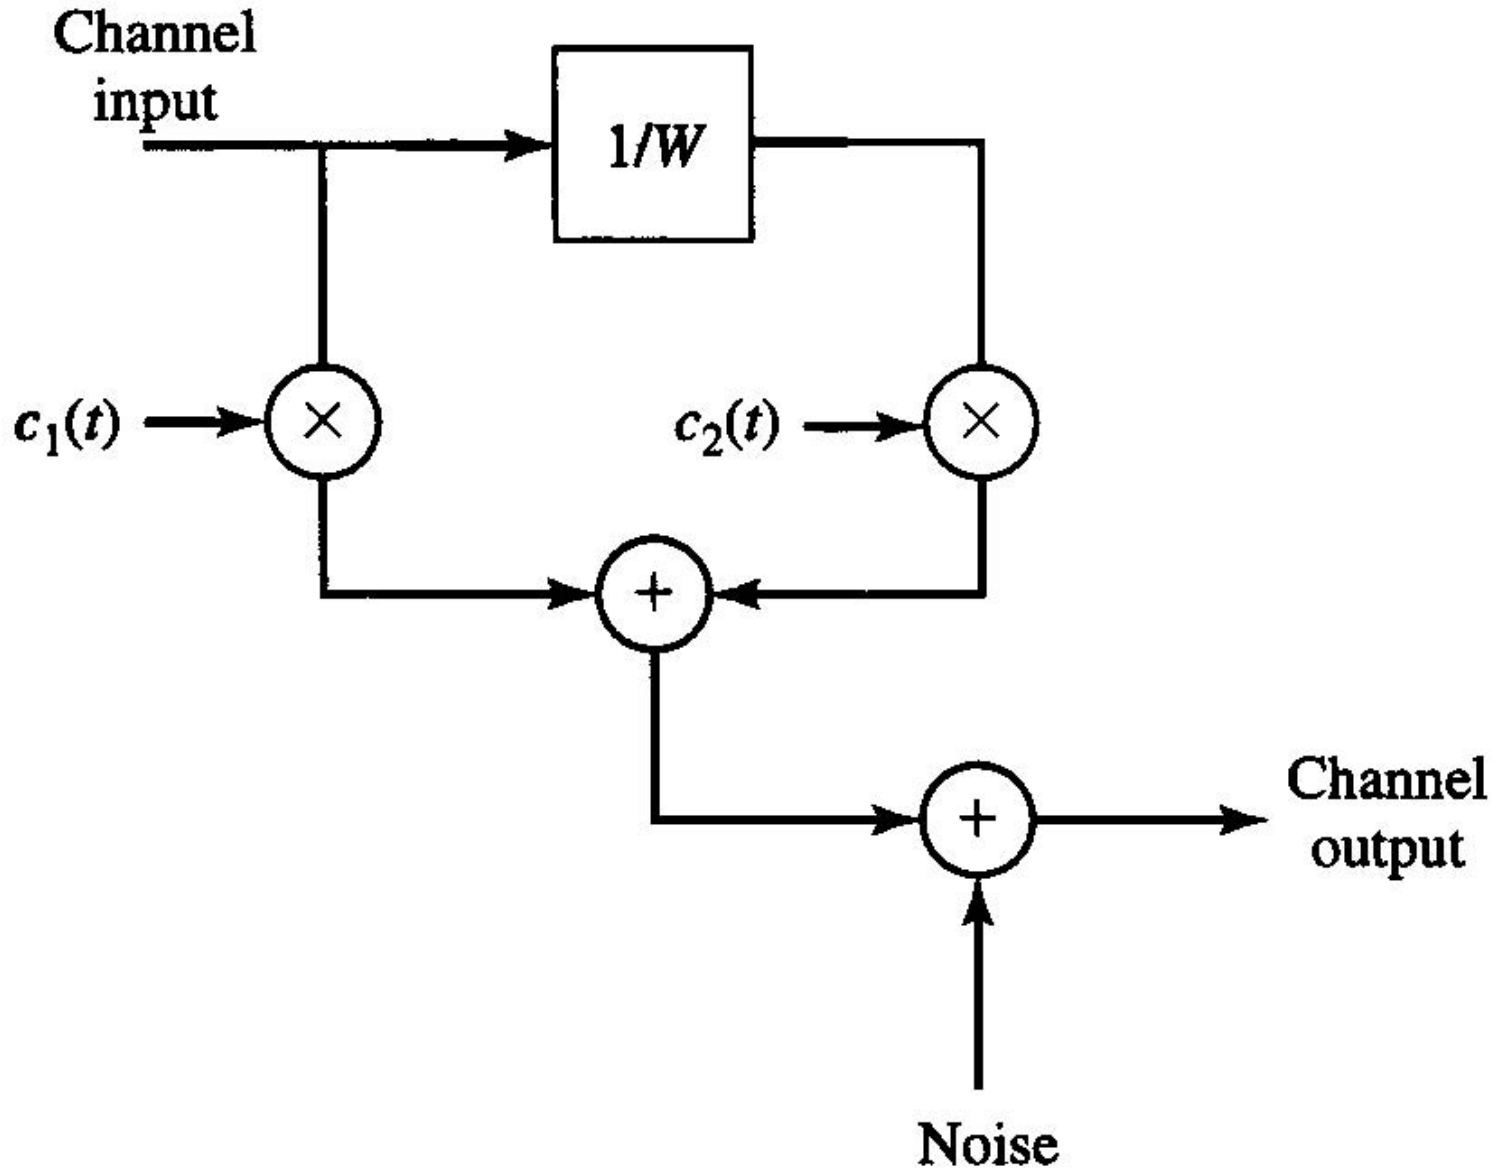 Channel
input
1/W
c₁(t)
×
c₂(t)
×
+
+
Channel
output
Noise